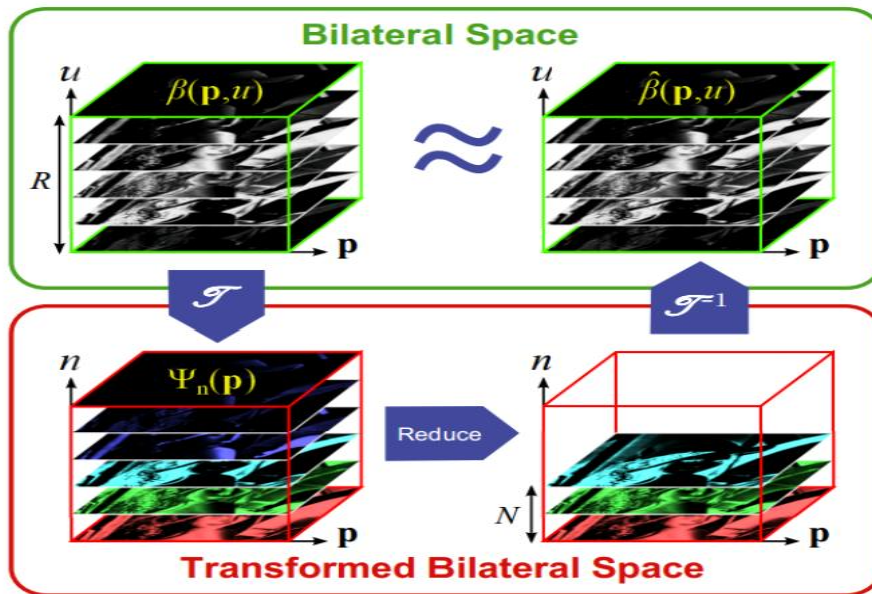 Bilateral Space
u
β(p,u)
R
p
≈
u
β̂(p,u)
p
𝒯
𝒯⁻¹
n
Ψₙ(p)
p
Reduce
n
N
p
Transformed Bilateral Space